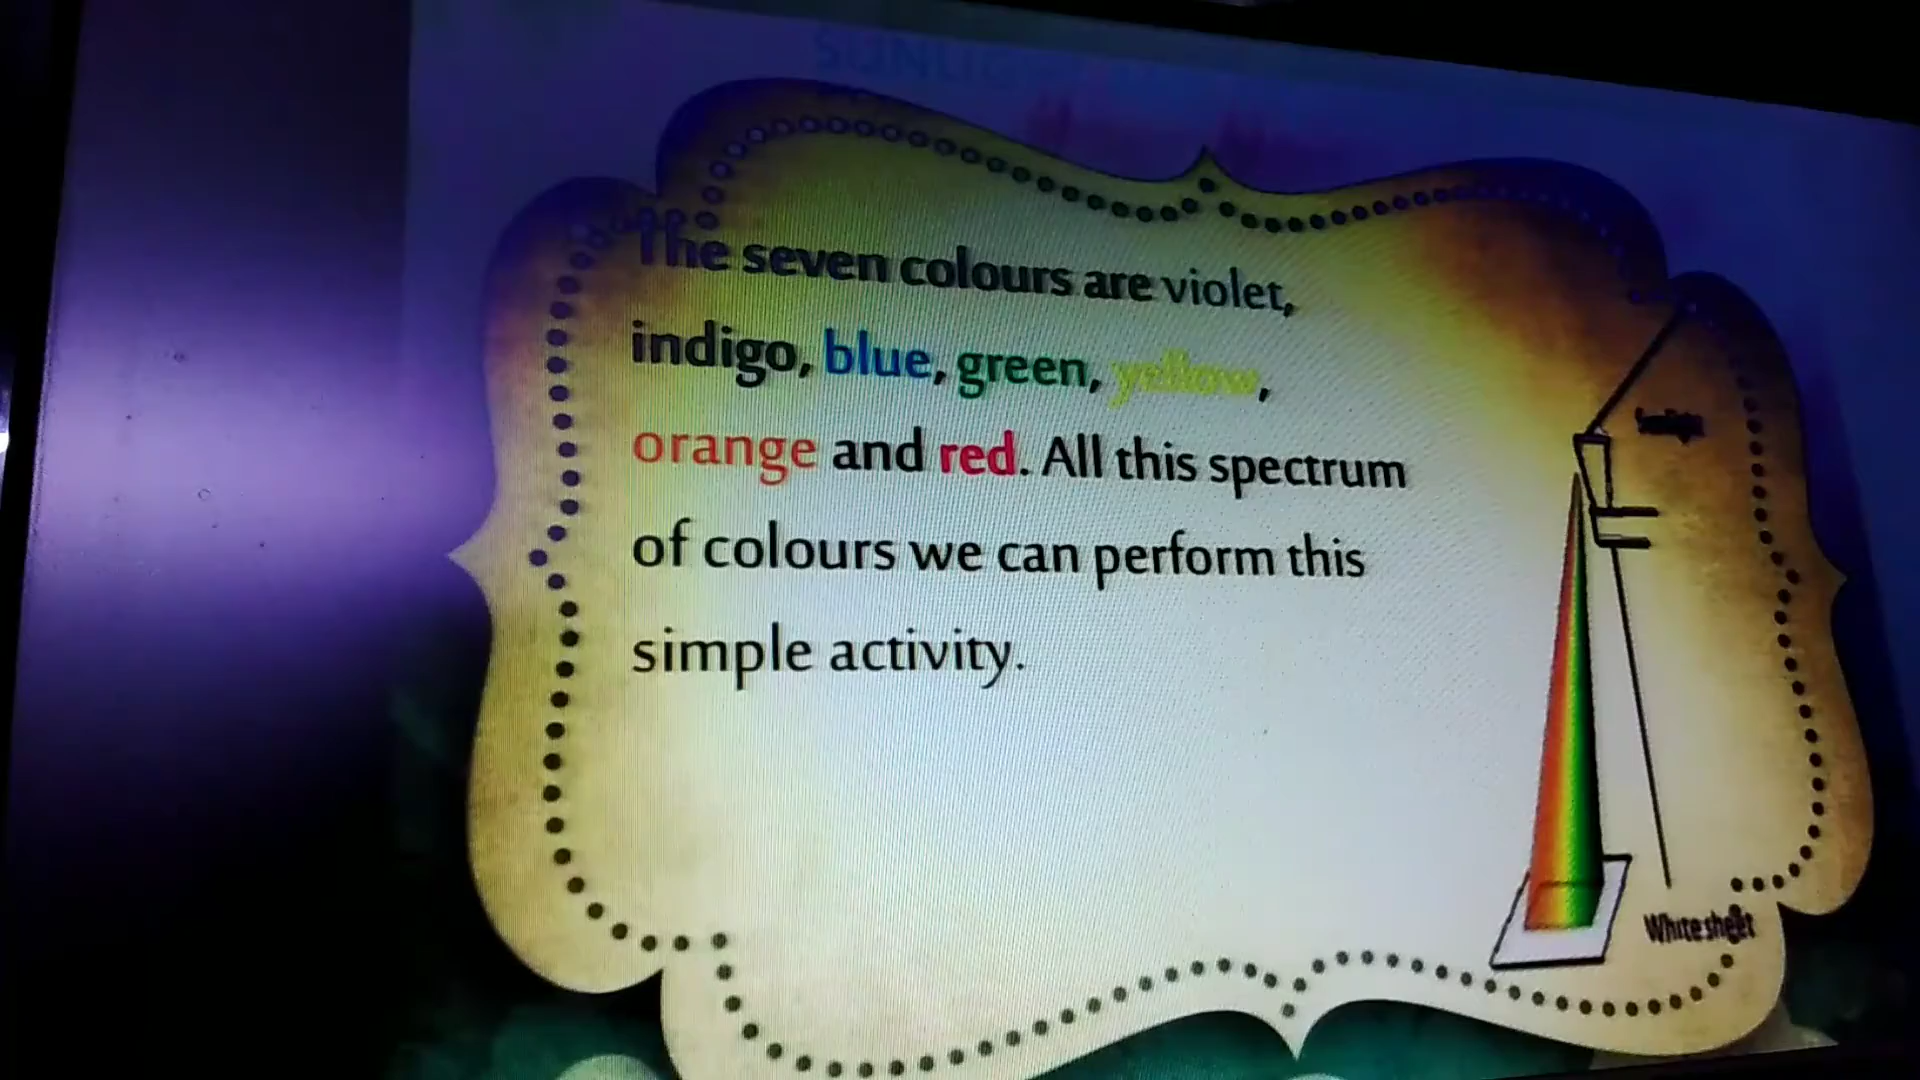 The seven colours are violet,
indigo, blue, green, yellow,
orange and red. All this spectrum
of colours we can perform this
simple activity.
White sheet